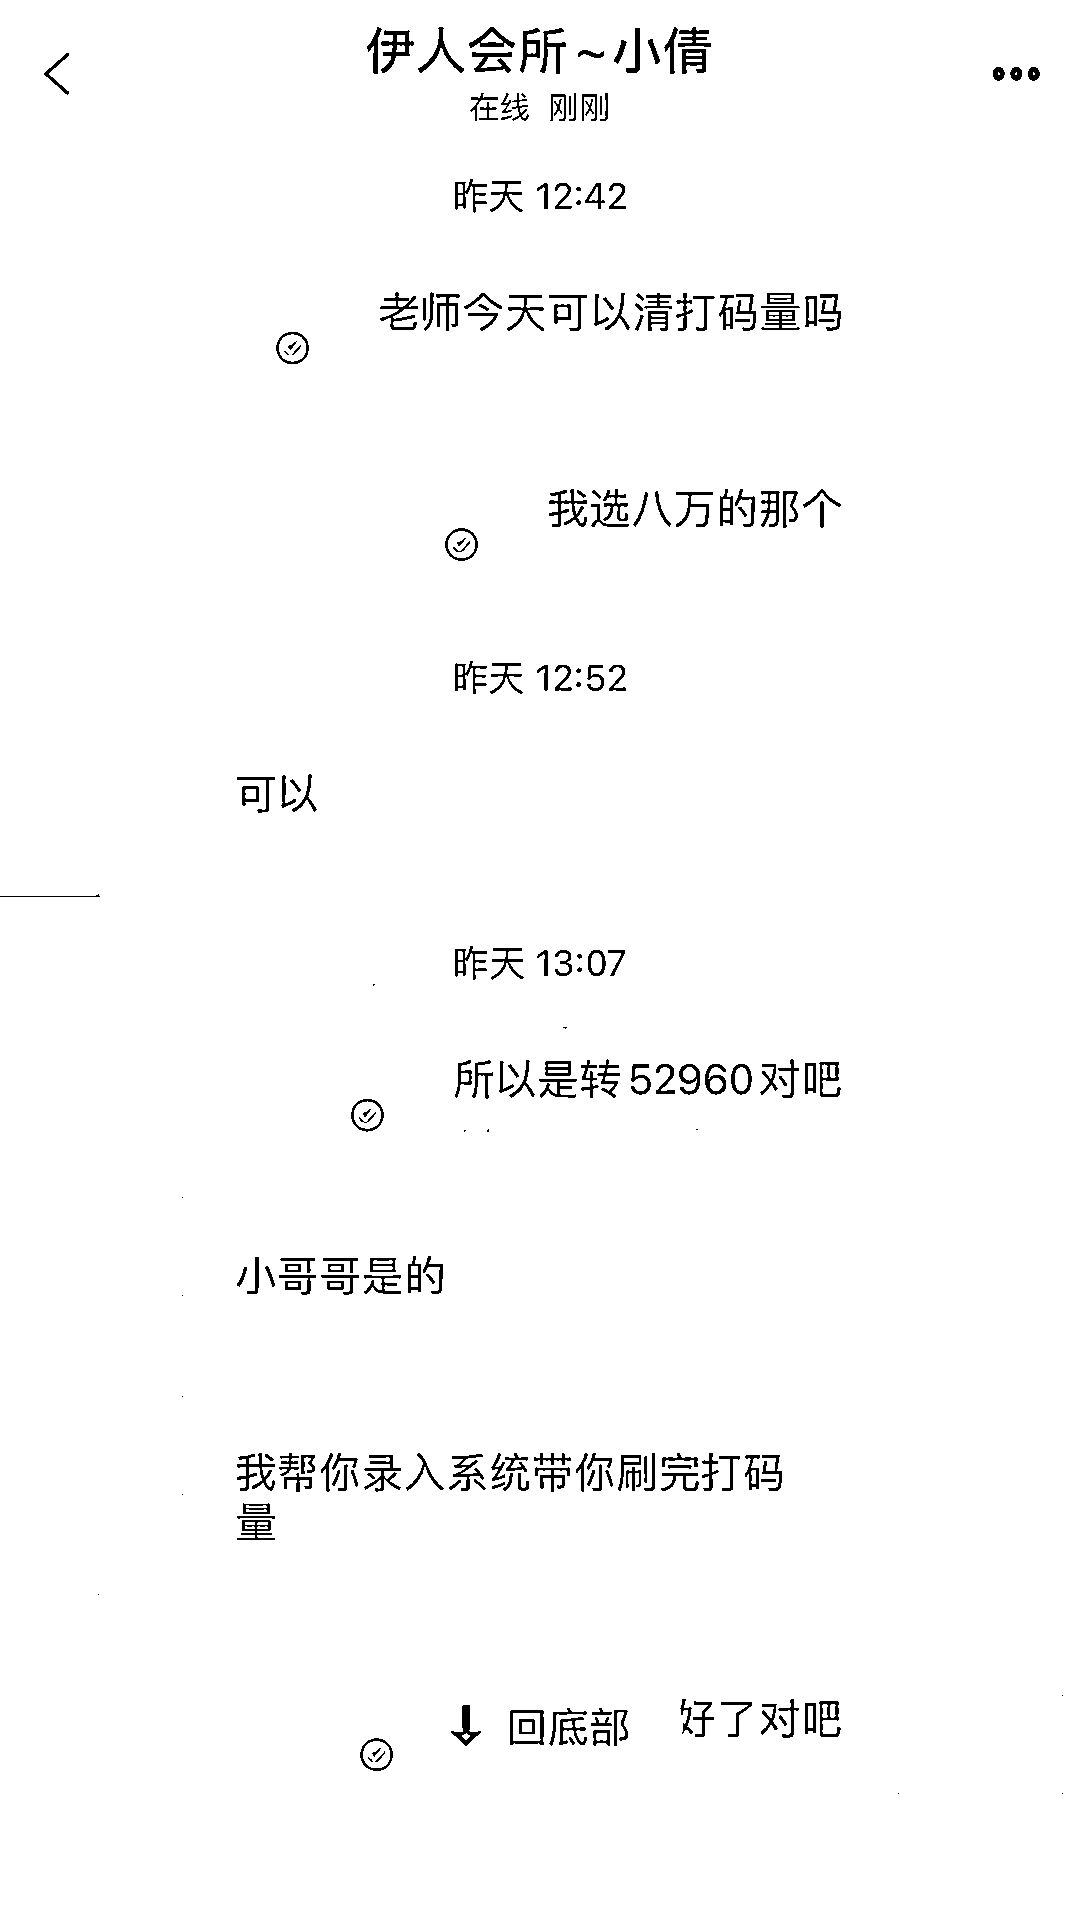 伊人会所~小倩
在线 刚刚
昨天 12:42
老师今天可以清打码量吗
我选八万的那个
昨天 12:52
可以
昨天 13:07
所以是转52960对吧
小哥哥是的
我帮你录入系统带你刷完打码
量
回底部 好了对吧